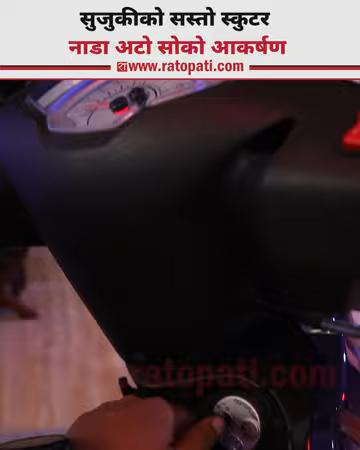 सुजुकीको सस्तो स्कुटर
नाडा अटो सोको आकर्षण
www.ratopati.com
ratopati.com